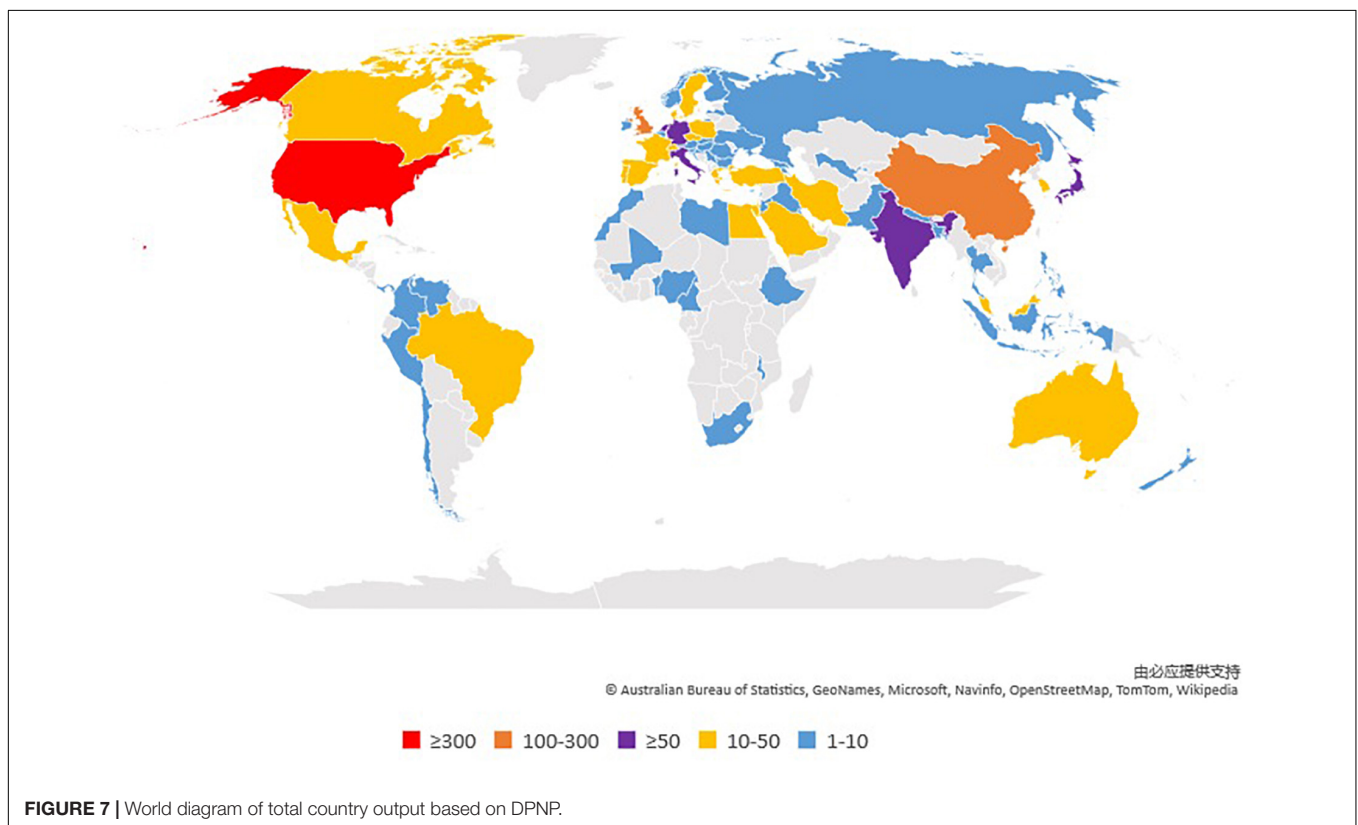 由必应提供支持
© Australian Bureau of Statistics, GeoNames, Microsoft, Navinfo, OpenStreetMap, TomTom, Wikipedia
≥300 100-300 ≥50 10-50 1-10
FIGURE 7 | World diagram of total country output based on DPNP.